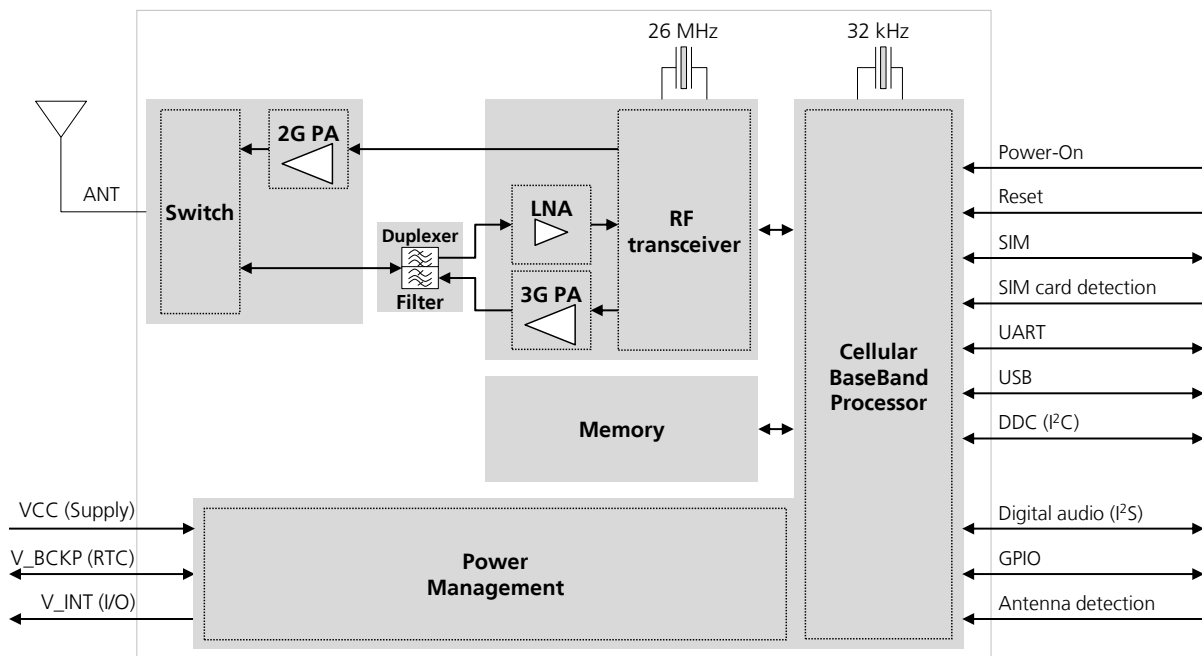 26 MHz
32 kHz
ANT
Switch
2G PA
Duplexer
Filter
LNA
3G PA
RF
transceiver
Cellular
BaseBand
Processor
Memory
Power
Management
VCC (Supply)
V_BCKP (RTC)
V_INT (I/O)
Power-On
Reset
SIM
SIM card detection
UART
USB
DDC (I²C)
Digital audio (I²S)
GPIO
Antenna detection